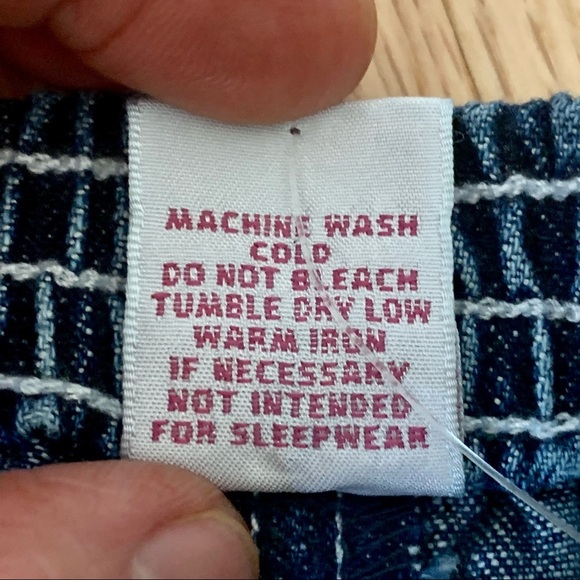 MACHINE WASH
COLD
DO NOT BLEACH
TUMBLE DRY LOW
WARM IRON
IF NECESSARY
NOT INTENDED
FOR SLEEPWEAR